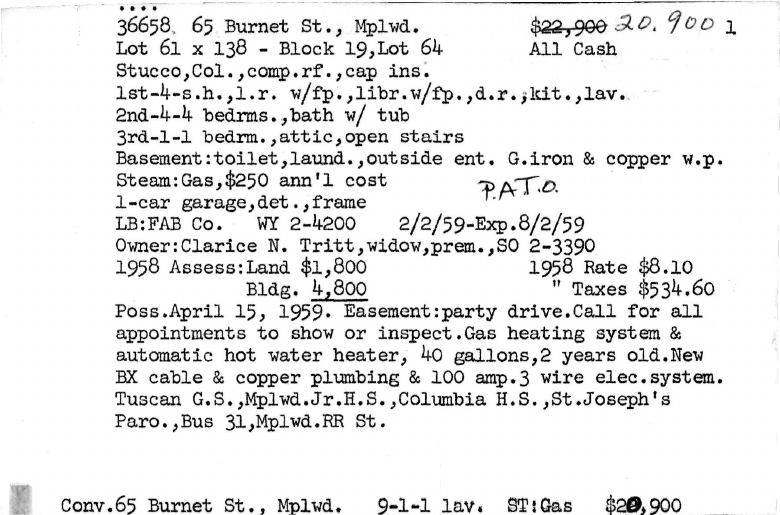 36658. 65 Burnet St., Mplwd. $22,900 20.900 1
Lot 61 x 138 - Block 19,Lot 64 All Cash
Stucco,Col.,comp.rf.,cap ins.
1st-4-s.h.,l.r. w/fp.,libr.w/fp.,d.r.,kit.,lav.
2nd-4-4 bedrms.,bath w/ tub
3rd-1-1 bedrm.,attic,open stairs
Basement:toilet,laund.,outside ent. G.iron & copper w.p.
Steam:Gas,$250 ann'l cost
P.A.T.O.
1-car garage,det.,frame
LB:FAB Co. WY 2-4200 2/2/59-Exp.8/2/59
Owner:Clarice N. Tritt,widow,prem.,SO 2-3390
1958 Assess:Land $1,800 1958 Rate $8.10
Bldg. 4,800 " Taxes $534.60
Poss.April 15, 1959. Easement:party drive.Call for all
appointments to show or inspect.Gas heating system &
automatic hot water heater, 40 gallons,2 years old.New
BX cable & copper plumbing & 100 amp.3 wire elec.system.
Tuscan G.S.,Mplwd.Jr.H.S.,Columbia H.S.,St.Joseph's
Paro.,Bus 31,Mplwd.RR St.
Conv.65 Burnet St., Mplwd. 9-1-1 lav. ST:Gas $20,900